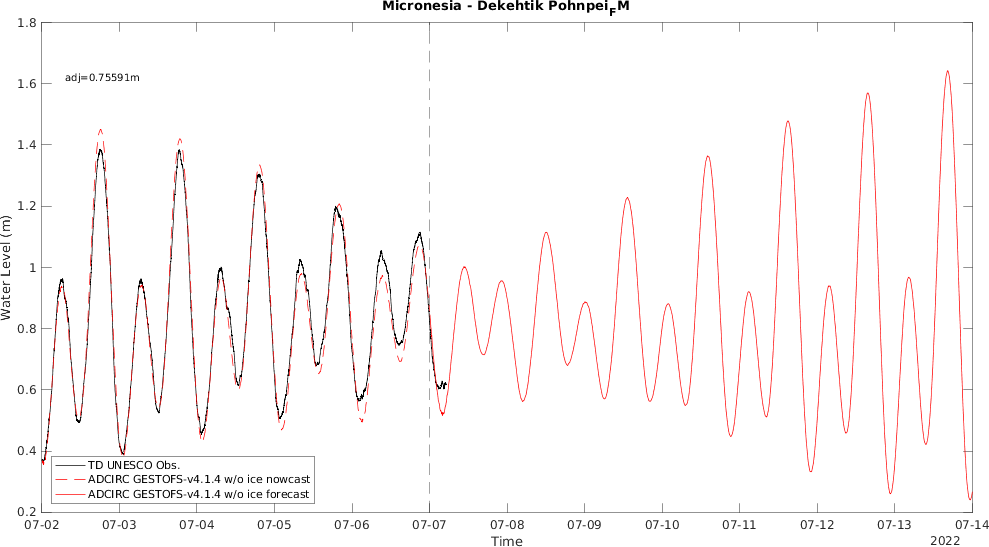 Micronesia - Dekehtik Pohnpei_FM
1.8
adj=0.75591m
1.6
1.4
1.2
1
0.8
0.6
0.4
0.2
Water Level (m)
TD UNESCO Obs.
ADCIRC GESTOFS-v4.1.4 w/o ice nowcast
ADCIRC GESTOFS-v4.1.4 w/o ice forecast
07-02 07-03 07-04 07-05 07-06 07-07 07-08 07-09 07-10 07-11 07-12 07-13 07-14
Time
2022